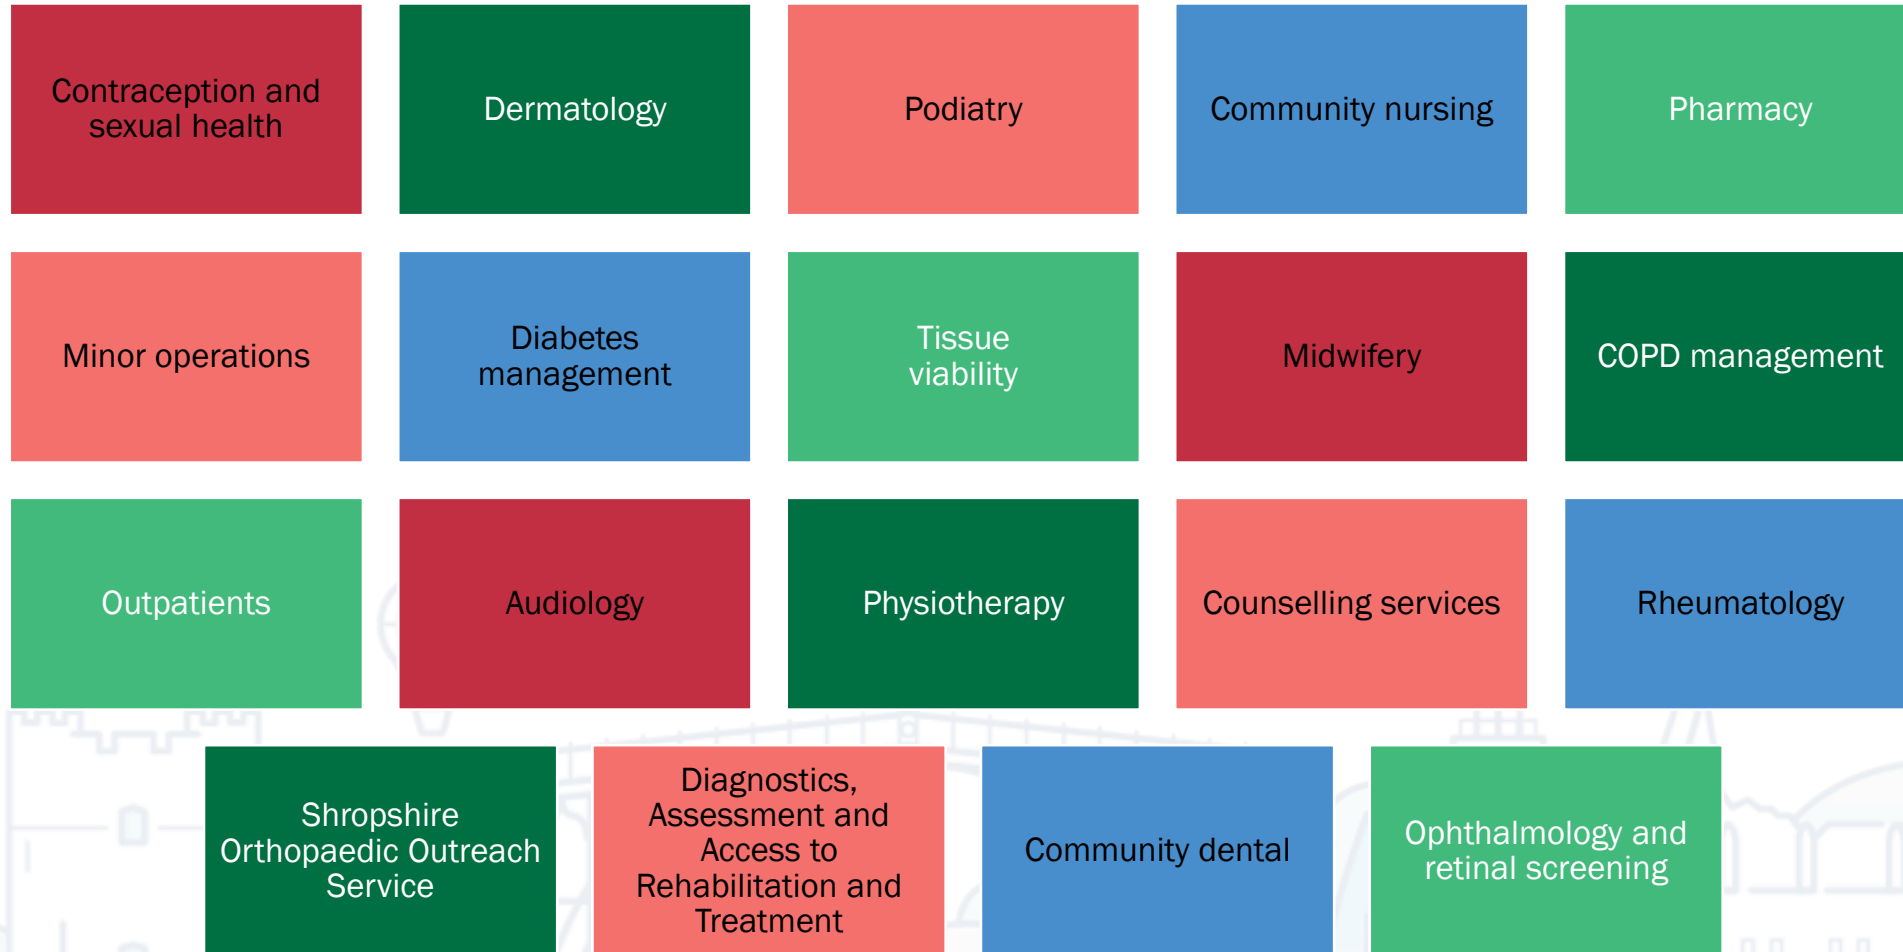 Contraception and
sexual health
Dermatology
Podiatry
Community nursing
Pharmacy
Minor operations
Diabetes
management
Tissue
viability
Midwifery
COPD management
Outpatients
Audiology
Physiotherapy
Counselling services
Rheumatology
Shropshire
Orthopaedic Outreach
Service
Diagnostics,
Assessment and
Access to
Rehabilitation and
Treatment
Community dental
Ophthalmology and
retinal screening